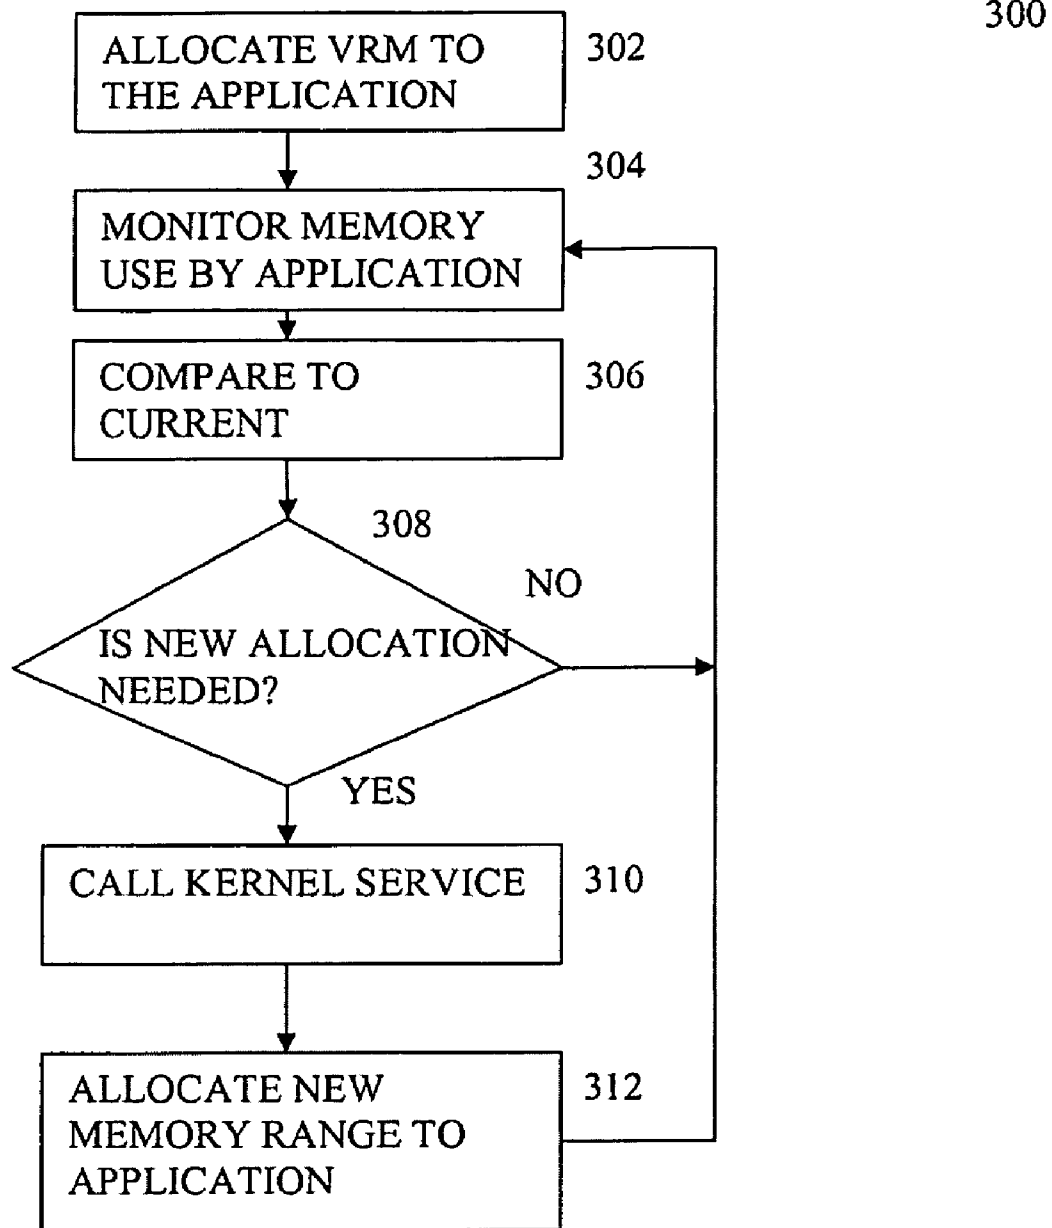 300
ALLOCATE VRM TO
THE APPLICATION
302
304
MONITOR MEMORY
USE BY APPLICATION
COMPARE TO
CURRENT
306
308
NO
IS NEW ALLOCATION
NEEDED?
YES
CALL KERNEL SERVICE
310
ALLOCATE NEW
MEMORY RANGE TO
APPLICATION
312